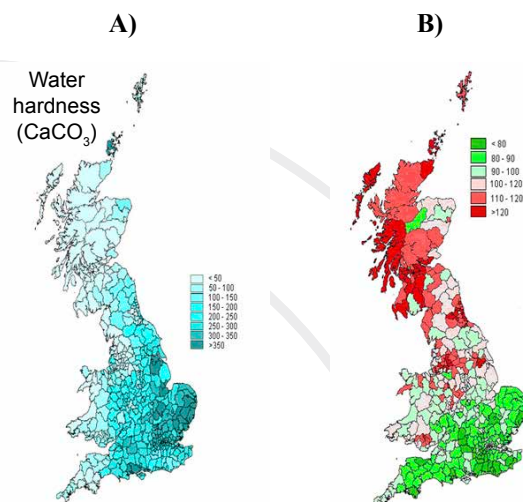 A)
B)
Water
hardness
(CaCO₃)
< 50
50 - 100
100 - 150
150 - 200
200 - 250
250 - 300
300 - 350
>350
< 80
80 - 90
90 - 100
100 - 120
110 - 120
>120